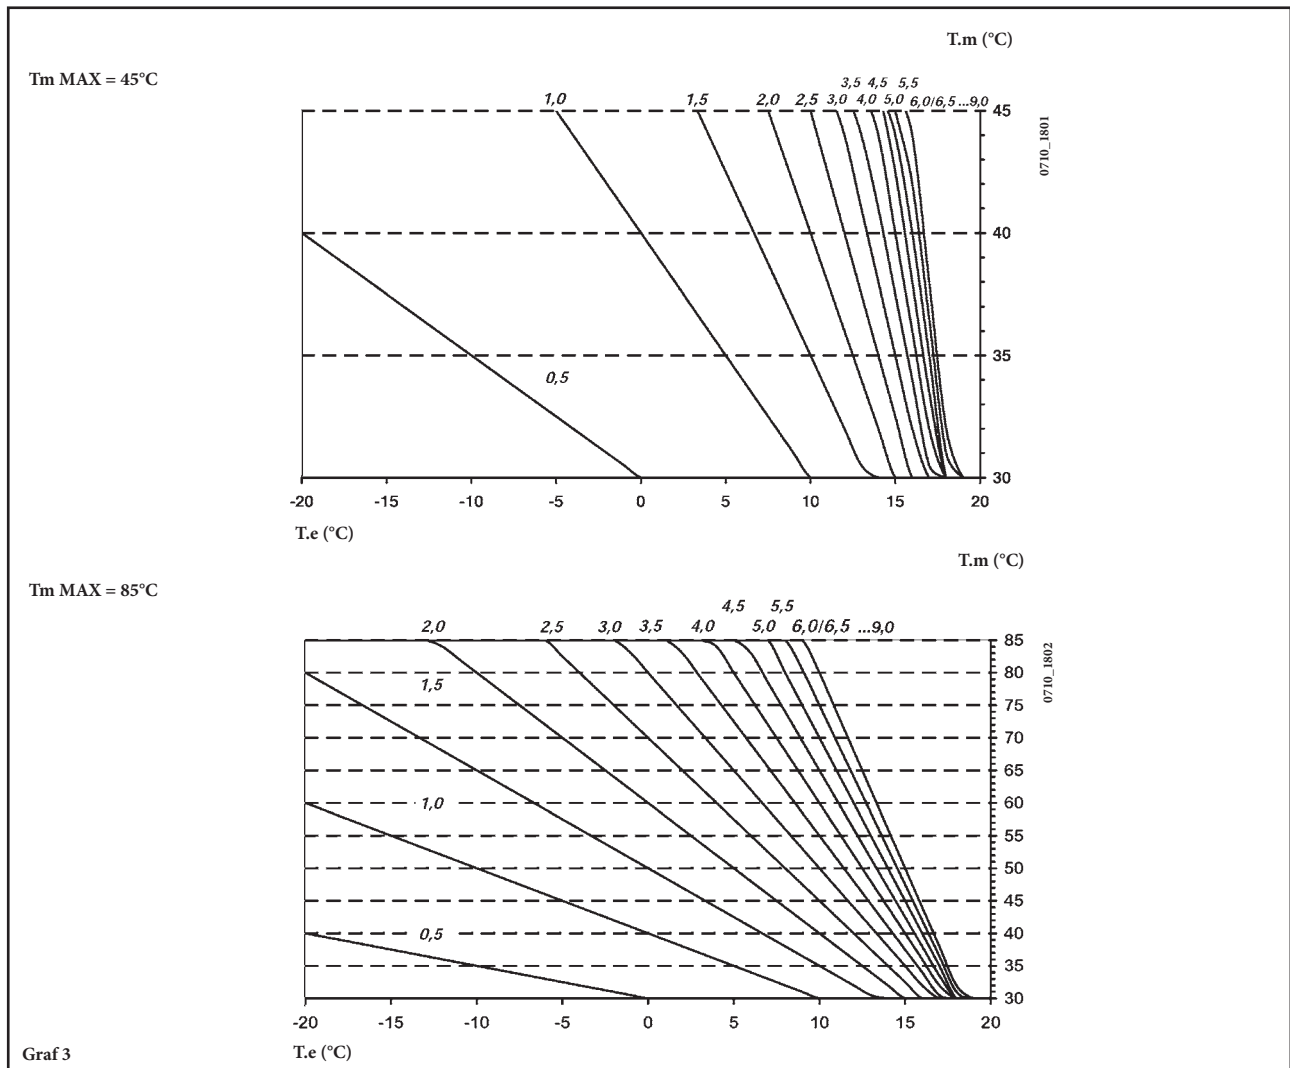 T.m (°C)
Tm MAX = 45°C
3,5 4,5 5,5
1,0 1,5 2,0 2,5 3,0 4,0 5,0 6,0/6,5 ...9,0
45
40
35
30
0,5
-20 -15 -10 -5 0 5 10 15 20
T.e (°C)
0710_1801
T.m (°C)
Tm MAX = 85°C
4,5 5,5
2,0 2,5 3,0 3,5 4,0 5,0 6,0/6,5 ...9,0
85
80
1,5
75
70
65
60
1,0
55
50
45
40
0,5
35
30
-20 -15 -10 -5 0 5 10 15 20
T.e (°C)
0710_1802
Graf 3